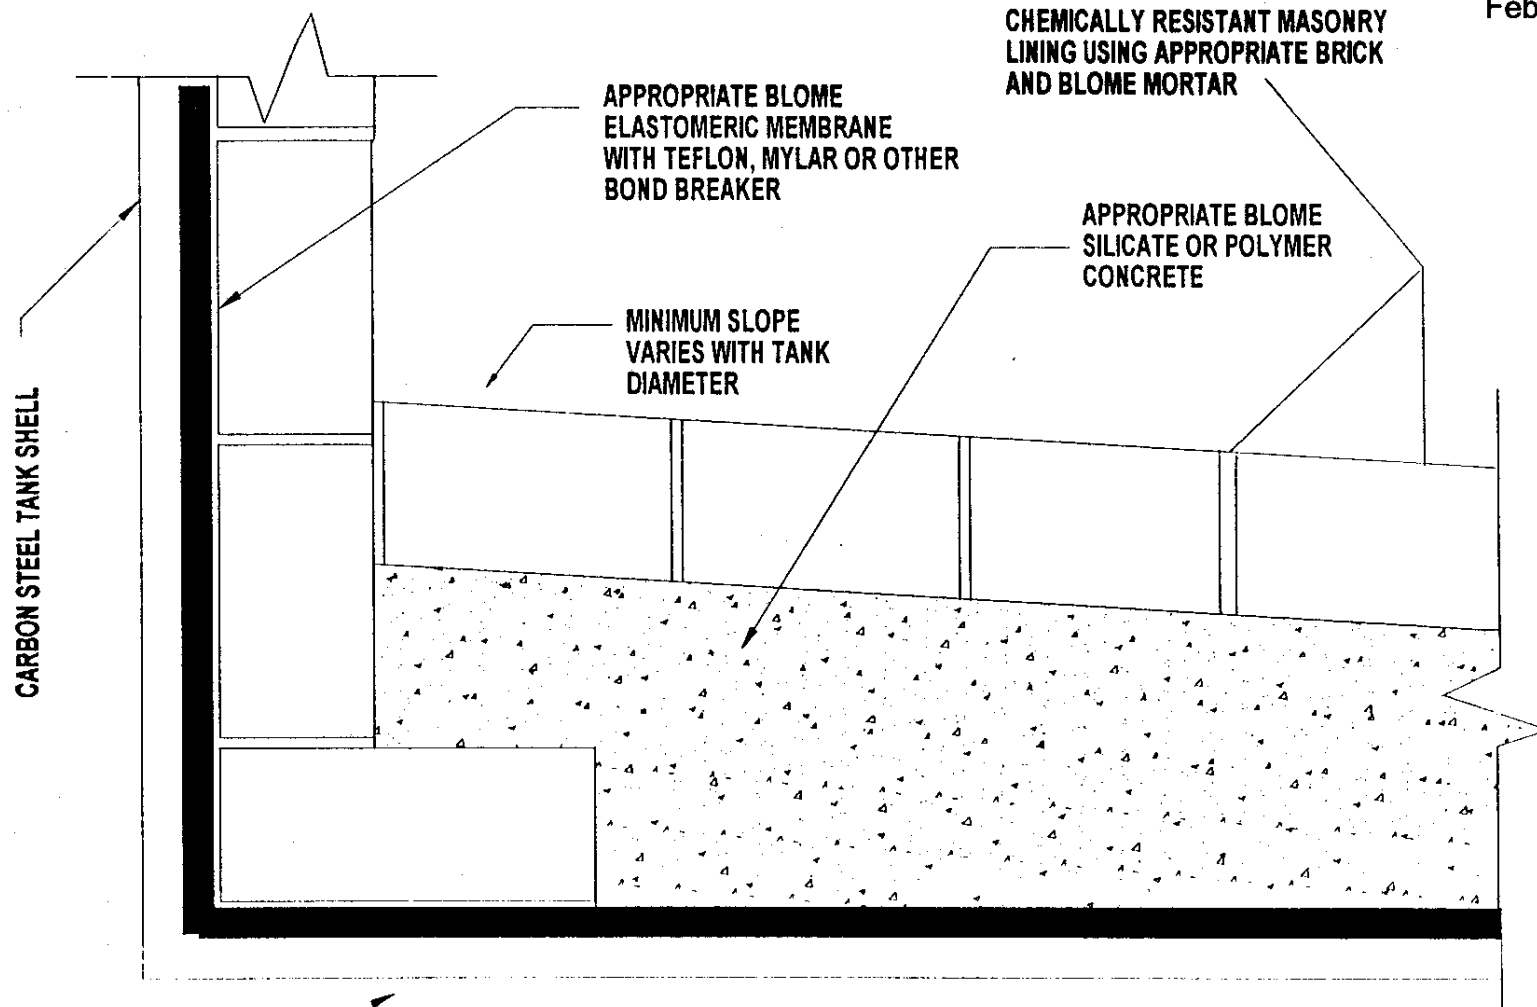 Feb
CHEMICALLY RESISTANT MASONRY
LINING USING APPROPRIATE BRICK
AND BLOME MORTAR
APPROPRIATE BLOME
ELASTOMERIC MEMBRANE
WITH TEFLON, MYLAR OR OTHER
BOND BREAKER
APPROPRIATE BLOME
SILICATE OR POLYMER
CONCRETE
MINIMUM SLOPE
VARIES WITH TANK
DIAMETER
CARBON STEEL TANK SHELL